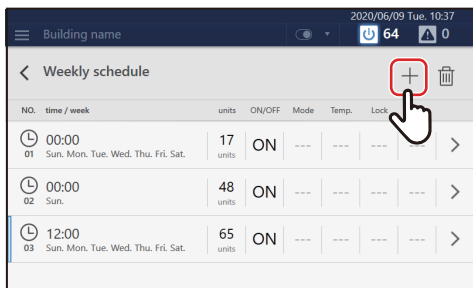 2020/06/09 Tue. 10:37
Building name 64 0
Weekly schedule
NO. time / week units ON/OFF Mode Temp. Lock
00:00 17 ON --- --- --- ---
01 Sun. Mon. Tue. Wed. Thu. Fri. Sat. units
00:00 48 ON --- --- --- ---
02 Sun. units
12:00 65 ON --- --- --- ---
03 Sun. Mon. Tue. Wed. Thu. Fri. Sat. units